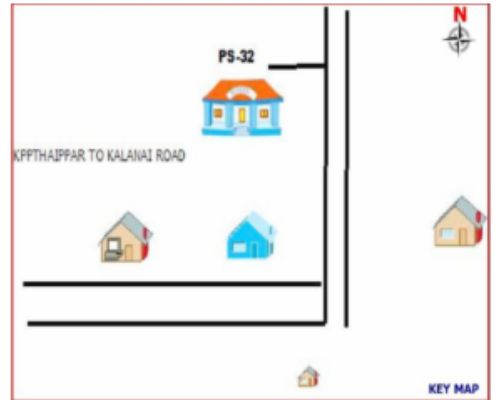 N
PS-32
KPPTHAIPPAR TO KALANAI ROAD
KEY MAP